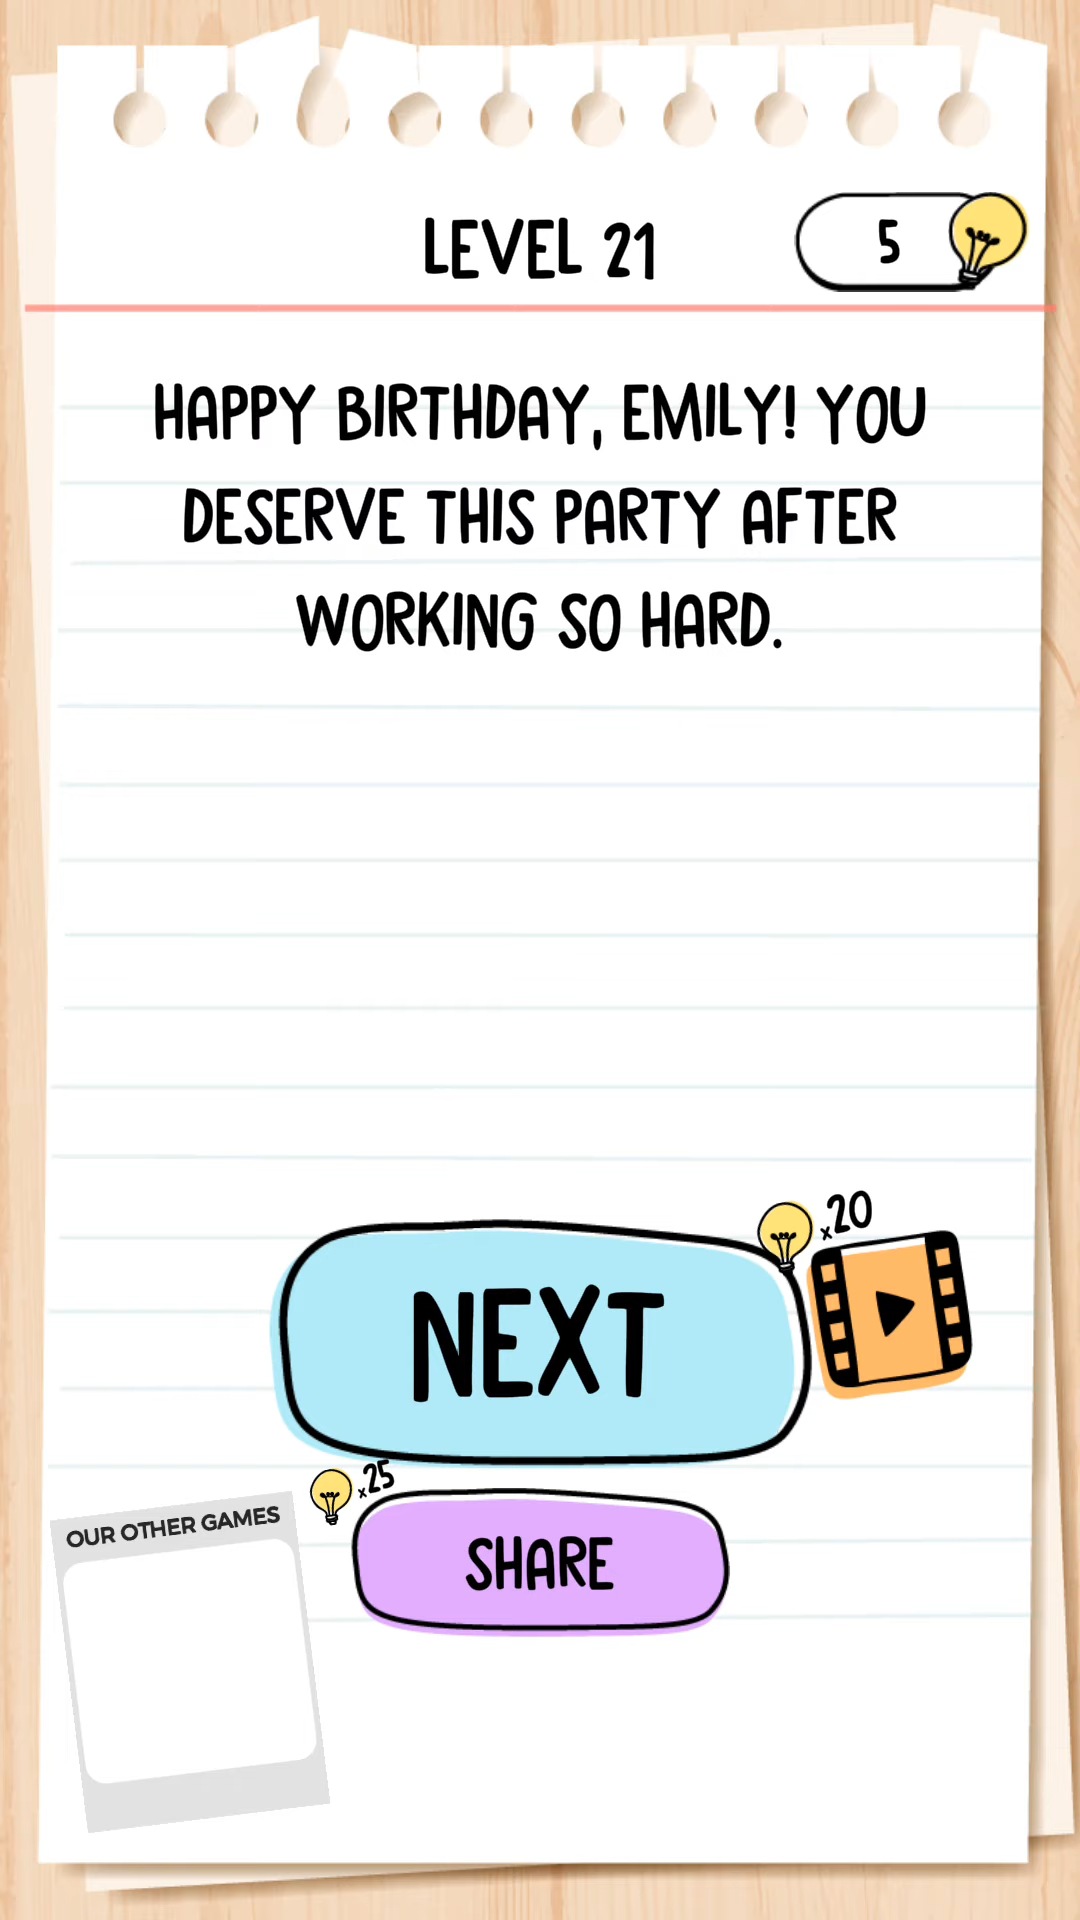 LEVEL 21
5
HAPPY BIRTHDAY, EMILY! YOU
DESERVE THIS PARTY AFTER
WORKING SO HARD.
x20
NEXT
x25
SHARE
OUR OTHER GAMES